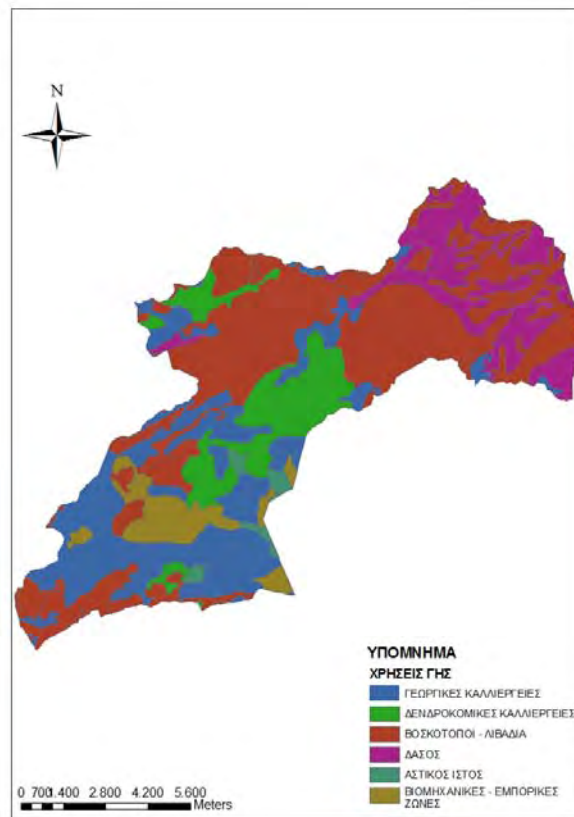 N
ΥΠΟΜΝΗΜΑ
ΧΡΗΣΕΙΣ ΓΗΣ
ΓΕΩΡΓΙΚΕΣ ΚΑΛΛΙΕΡΓΕΙΕΣ
ΔΕΝΔΡΟΚΟΜΙΚΕΣ ΚΑΛΛΙΕΡΓΕΙΕΣ
ΒΟΣΚΟΤΟΠΟΙ - ΛΙΒΑΔΙΑ
ΔΑΣΟΣ
ΑΣΤΙΚΟΣ ΙΣΤΟΣ
ΒΙΟΜΗΧΑΝΙΚΕΣ - ΕΜΠΟΡΙΚΕΣ
ΖΩΝΕΣ
0 700 1.400 2.800 4.200 5.600
Meters